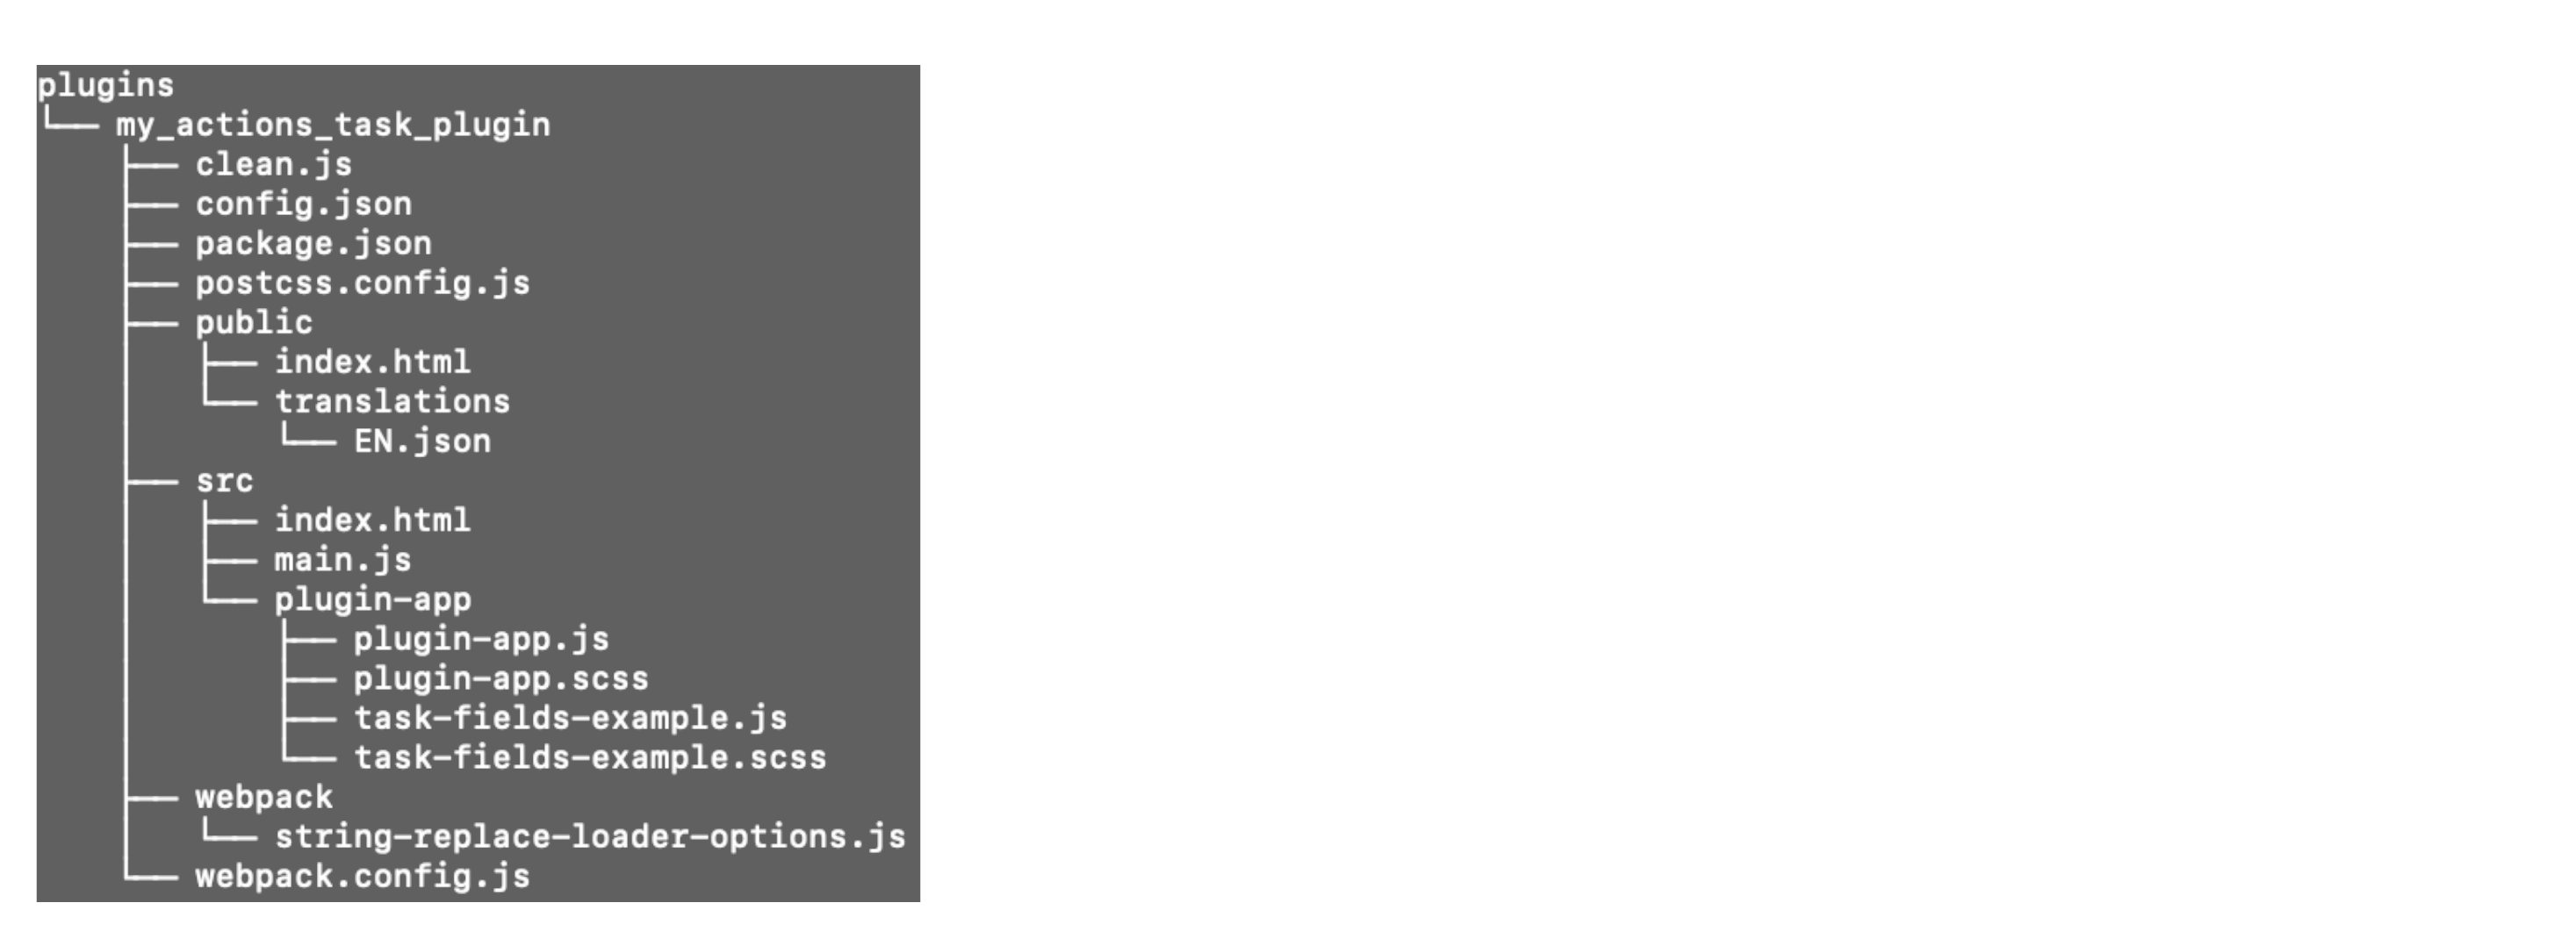 plugins
└── my_actions_task_plugin
    ├── clean.js
    ├── config.json
    ├── package.json
    ├── postcss.config.js
    ├── public
    │   ├── index.html
    │   └── translations
    │       └── EN.json
    ├── src
    │   ├── index.html
    │   ├── main.js
    │   └── plugin-app
    │       ├── plugin-app.js
    │       ├── plugin-app.scss
    │       ├── task-fields-example.js
    │       └── task-fields-example.scss
    ├── webpack
    │   └── string-replace-loader-options.js
    └── webpack.config.js